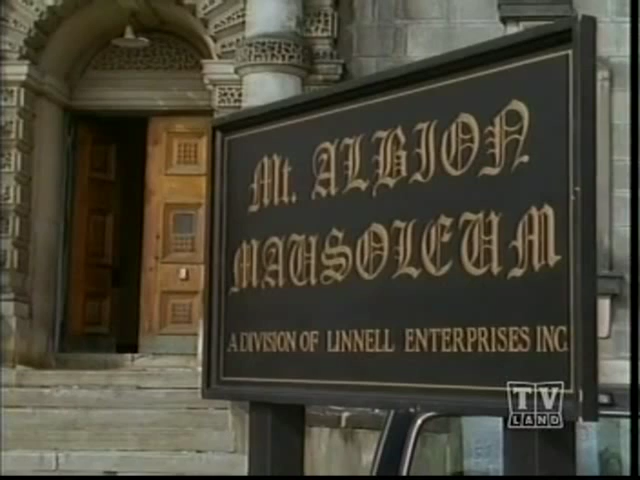 Mt. ALBION
MAUSOLEUM
A DIVISION OF LINNELL ENTERPRISES INC
TV
LAND